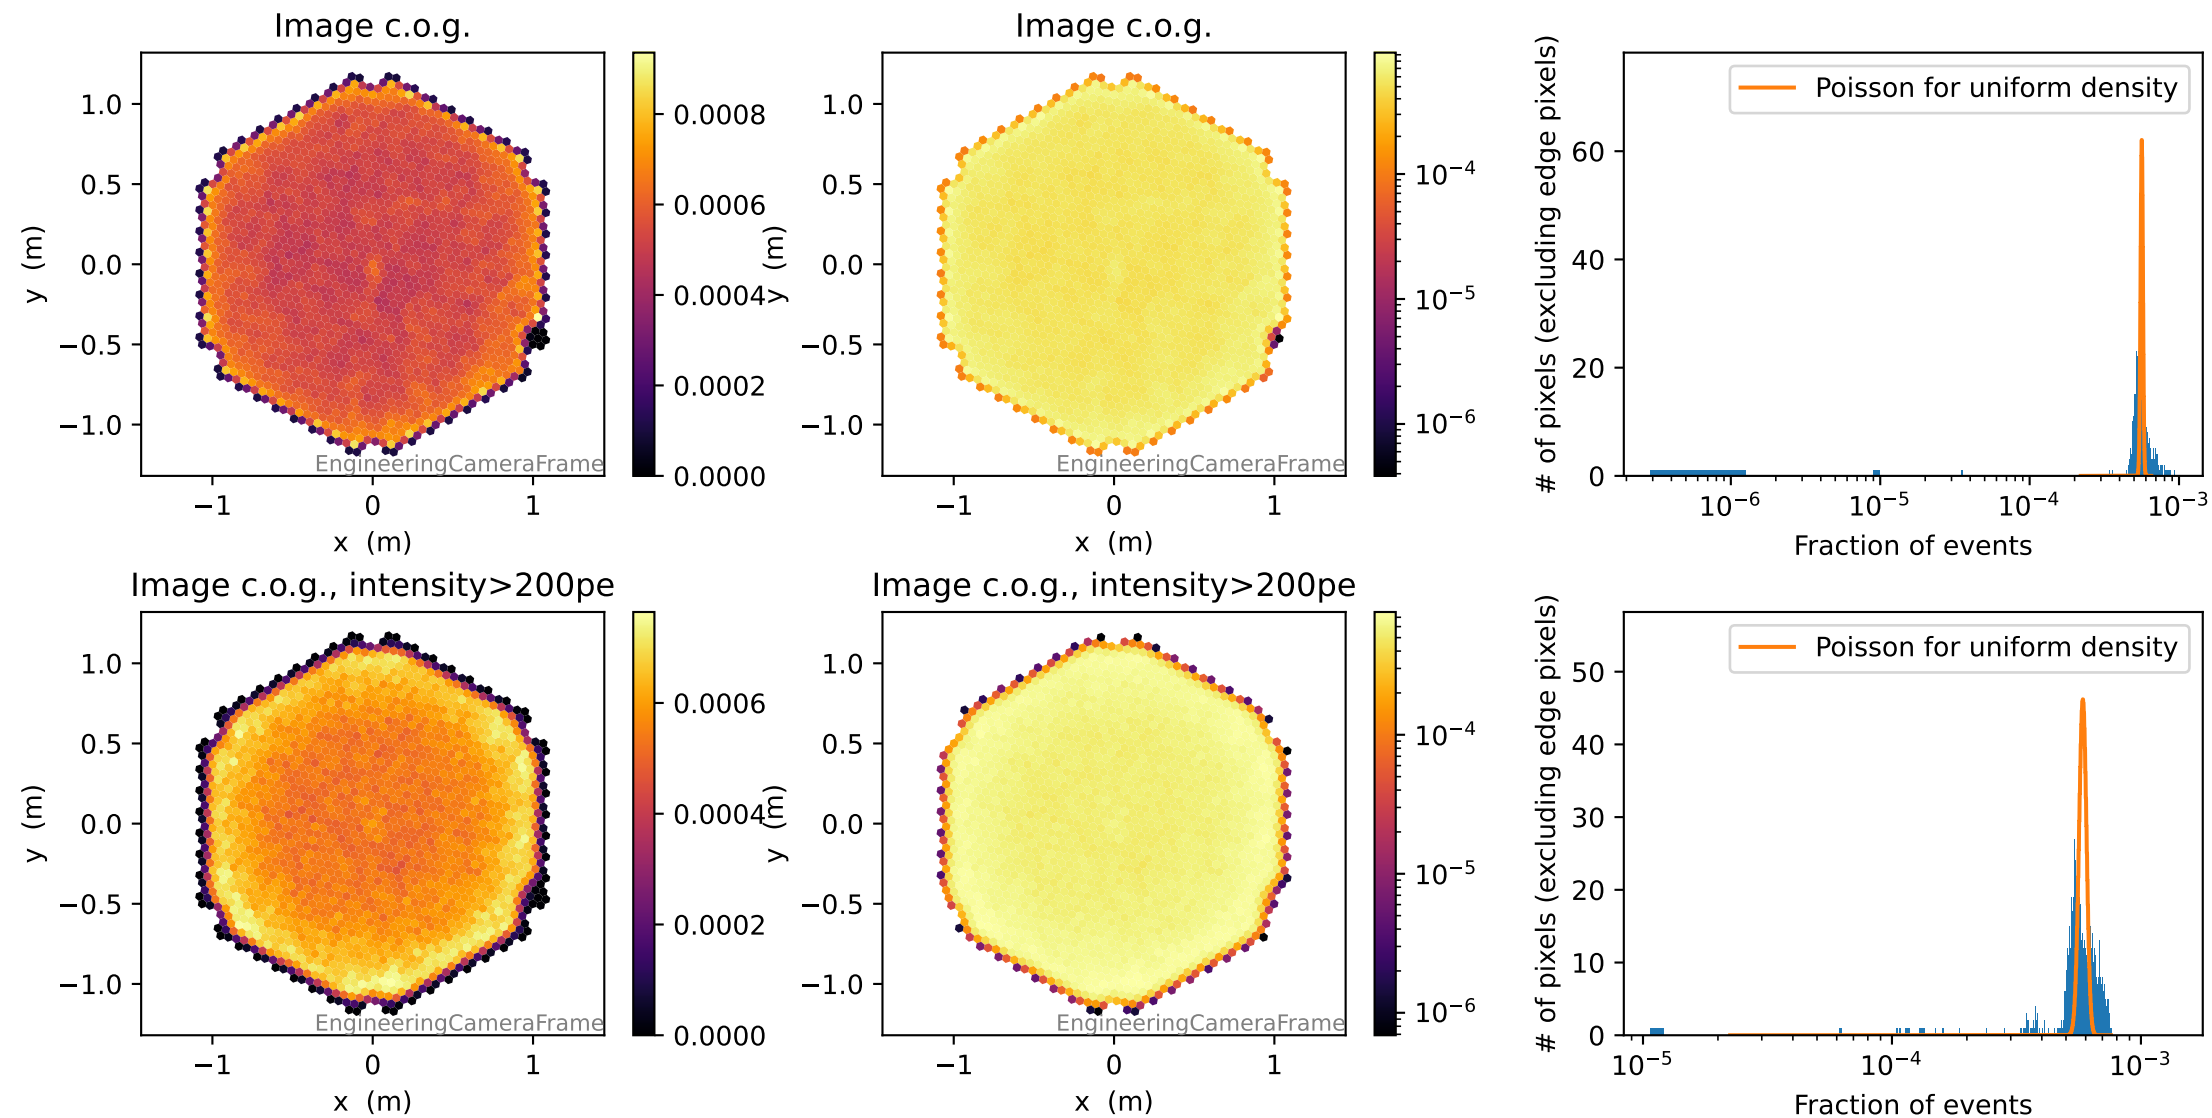 Image c.o.g.
1.0
0.5
0.0
−0.5
−1.0
y (m)
−1
0
1
x (m)
EngineeringCameraFrame
0.0008
0.0006
0.0004
0.0002
0.0000
Image c.o.g.
1.0
0.5
0.0
−0.5
−1.0
y (m)
−1
0
1
x (m)
EngineeringCameraFrame
10⁻⁴
10⁻⁵
10⁻⁶
Poisson for uniform density
# of pixels (excluding edge pixels)
60
40
20
0
10⁻⁶
10⁻⁵
10⁻⁴
10⁻³
Fraction of events
Image c.o.g., intensity>200pe
1.0
0.5
0.0
−0.5
−1.0
y (m)
−1
0
1
x (m)
EngineeringCameraFrame
0.0006
0.0004
0.0002
0.0000
Image c.o.g., intensity>200pe
1.0
0.5
0.0
−0.5
−1.0
y (m)
−1
0
1
x (m)
EngineeringCameraFrame
10⁻⁴
10⁻⁵
10⁻⁶
Poisson for uniform density
# of pixels (excluding edge pixels)
50
40
30
20
10
0
10⁻⁵
10⁻⁴
10⁻³
Fraction of events